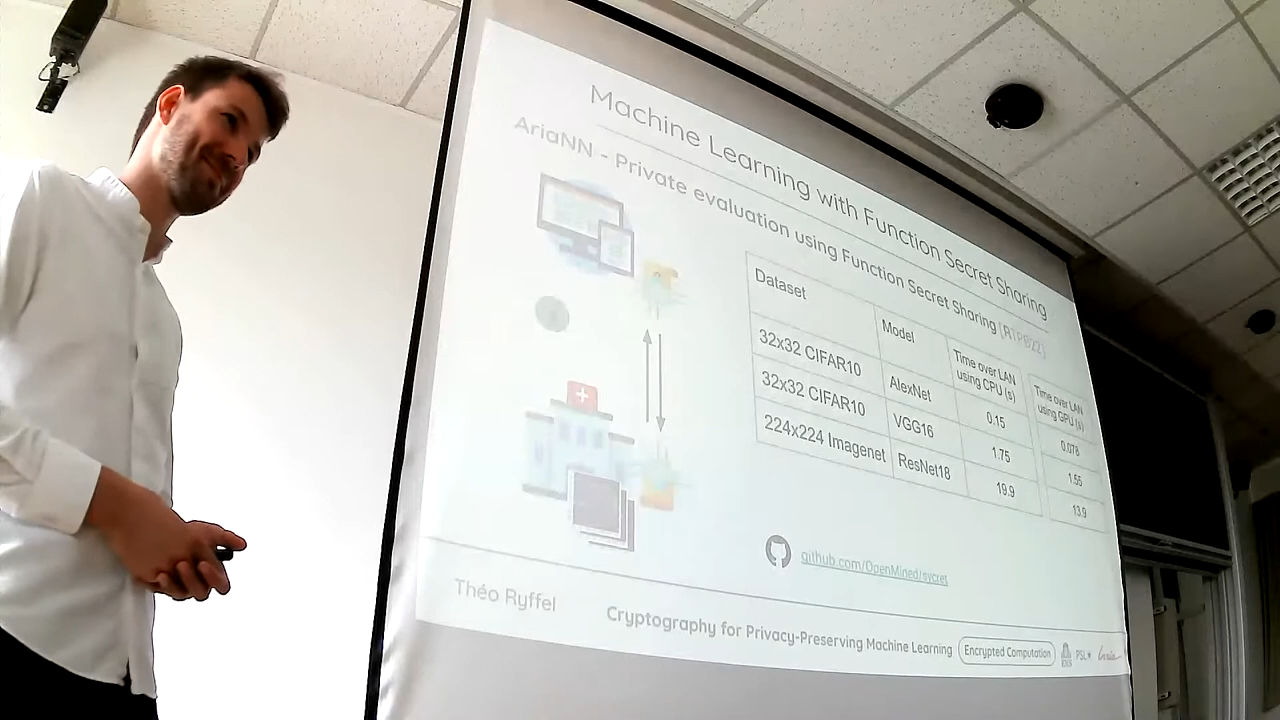 Machine Learning with Function Secret Sharing
AriaNN - Private evaluation using Function Secret Sharing [RTPB22]
Dataset Model Time over LAN using CPU (s) Time over LAN using GPU (s)
32x32 CIFAR10 AlexNet 0.15 0.078
32x32 CIFAR10 VGG16 1.75 1.55
224x224 Imagenet ResNet18 19.9 13.9
github.com/OpenMined/sycret
Théo Ryffel Cryptography for Privacy-Preserving Machine Learning Encrypted Computation PSL★ Inria